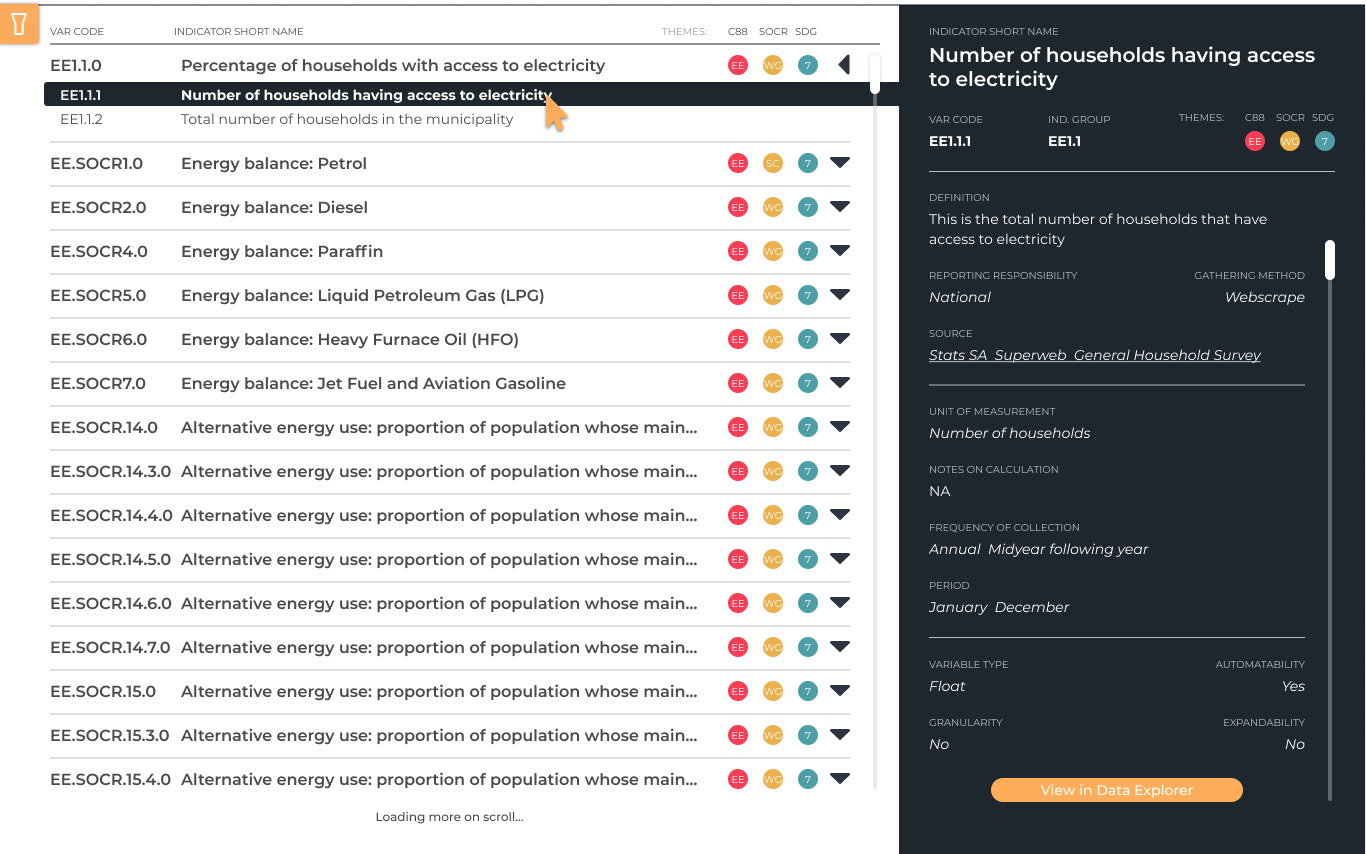 VAR CODE INDICATOR SHORT NAME THEMES: C88 SOCR SDG
EE1.1.0 Percentage of households with access to electricity EE WG 7
EE1.1.1 Number of households having access to electricity
EE1.1.2 Total number of households in the municipality
EE.SOCR1.0 Energy balance: Petrol EE SC 7
EE.SOCR2.0 Energy balance: Diesel EE WG 7
EE.SOCR4.0 Energy balance: Paraffin EE WG 7
EE.SOCR5.0 Energy balance: Liquid Petroleum Gas (LPG) EE WG 7
EE.SOCR6.0 Energy balance: Heavy Furnace Oil (HFO) EE WG 7
EE.SOCR7.0 Energy balance: Jet Fuel and Aviation Gasoline EE WG 7
EE.SOCR.14.0 Alternative energy use: proportion of population whose main... EE WG 7
EE.SOCR.14.3.0 Alternative energy use: proportion of population whose main... EE WG 7
EE.SOCR.14.4.0 Alternative energy use: proportion of population whose main... EE WG 7
EE.SOCR.14.5.0 Alternative energy use: proportion of population whose main... EE WG 7
EE.SOCR.14.6.0 Alternative energy use: proportion of population whose main... EE WG 7
EE.SOCR.14.7.0 Alternative energy use: proportion of population whose main... EE WG 7
EE.SOCR.15.0 Alternative energy use: proportion of population whose main... EE WG 7
EE.SOCR.15.3.0 Alternative energy use: proportion of population whose main... EE WG 7
EE.SOCR.15.4.0 Alternative energy use: proportion of population whose main... EE WG 7
Loading more on scroll...
INDICATOR SHORT NAME
Number of households having access
to electricity
VAR CODE IND. GROUP THEMES: C88 SOCR SDG
EE1.1.1 EE1.1 EE WG 7
DEFINITION
This is the total number of households that have
access to electricity
REPORTING RESPONSIBILITY GATHERING METHOD
National Webscrape
SOURCE
Stats SA Superweb General Household Survey
UNIT OF MEASUREMENT
Number of households
NOTES ON CALCULATION
NA
FREQUENCY OF COLLECTION
Annual Midyear following year
PERIOD
January December
VARIABLE TYPE AUTOMATABILITY
Float Yes
GRANULARITY EXPANDABILITY
No No
View in Data Explorer